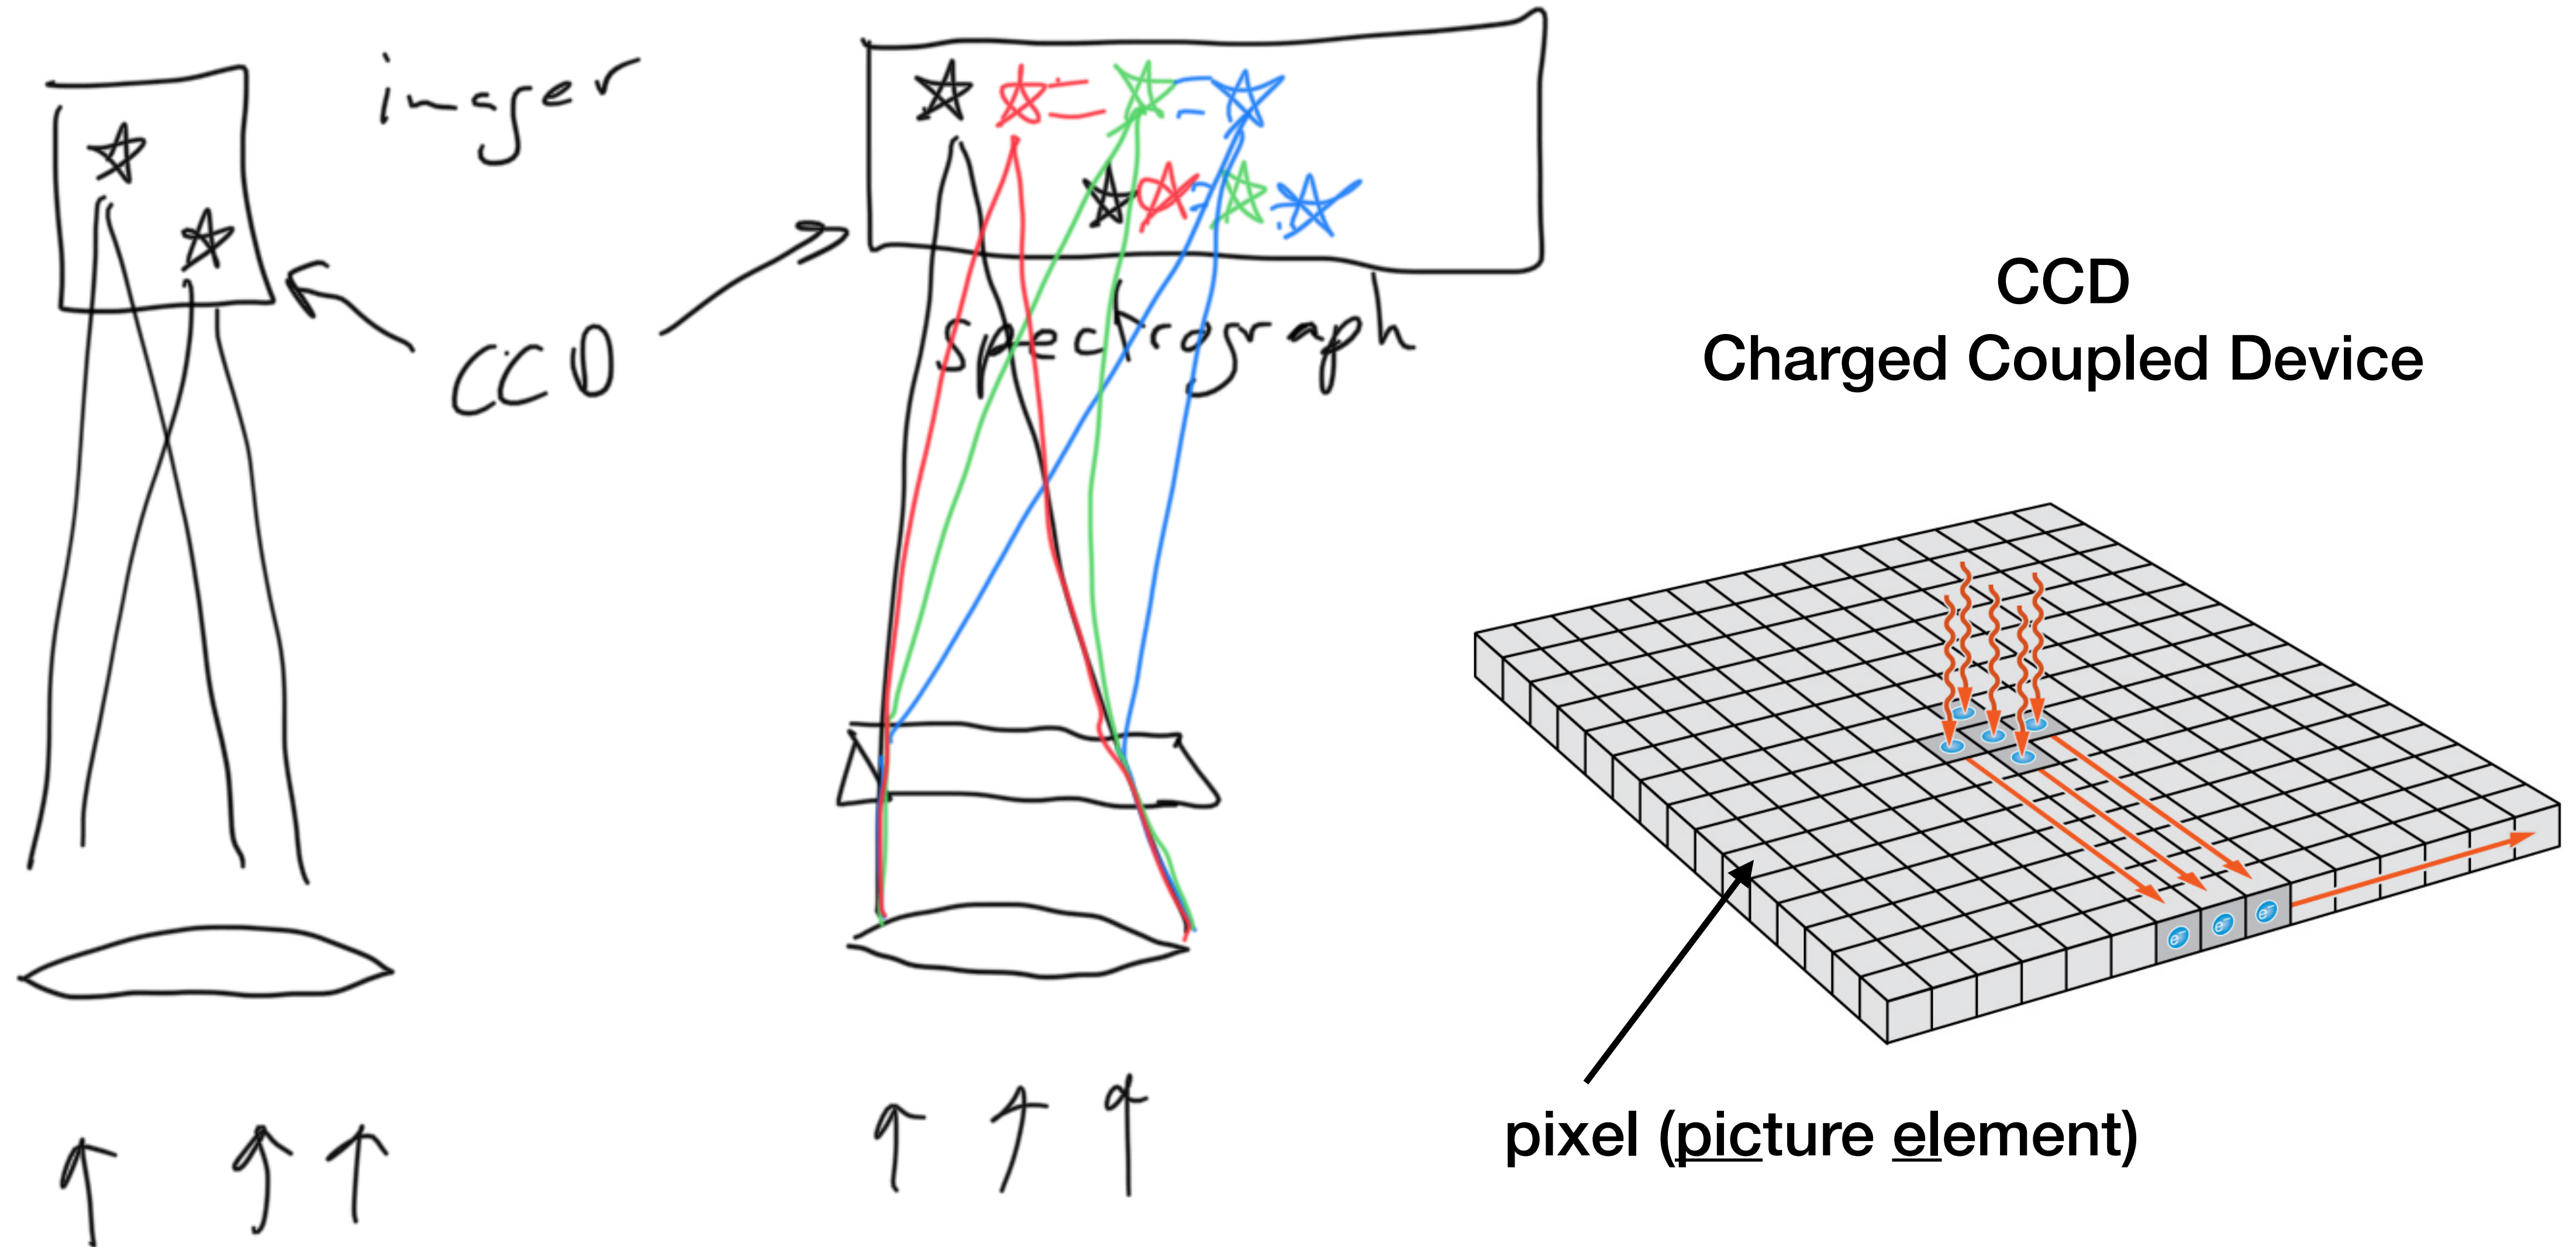 imager
CCD
spectrograph
CCD
Charged Coupled Device
e⁻ e⁻ e⁻
pixel (picture element)